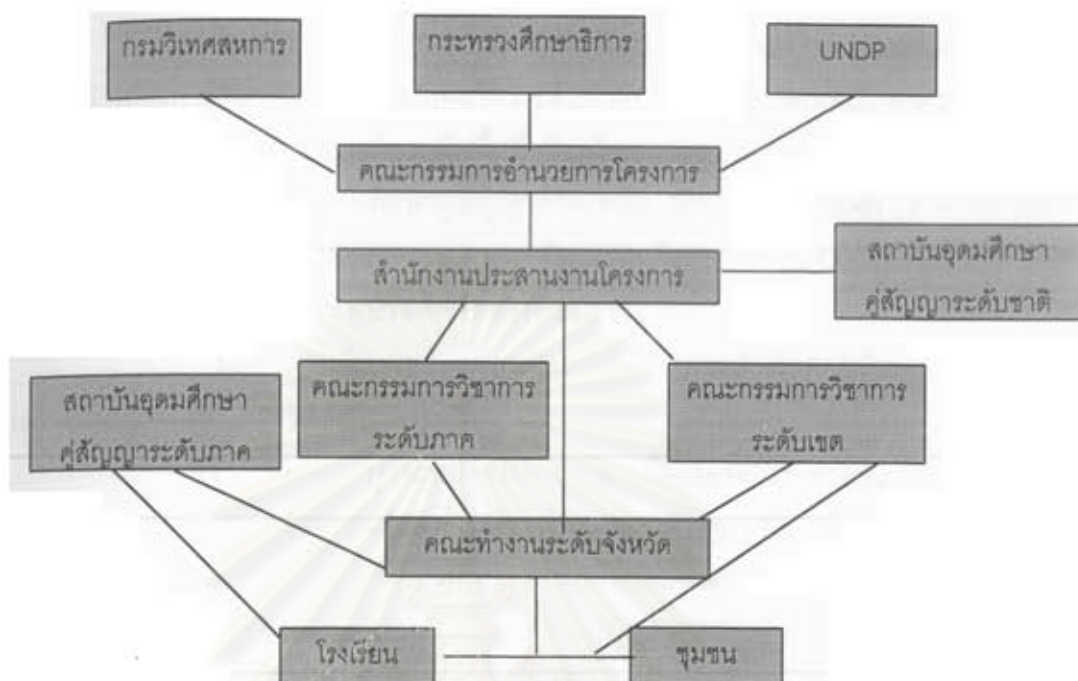 กรมวิเทศสหการ
กระทรวงศึกษาธิการ
UNDP
คณะกรรมการอำนวยการโครงการ
สำนักงานประสานงานโครงการ
สถาบันอุดมศึกษา
คู่สัญญาระดับชาติ
สถาบันอุดมศึกษา
คู่สัญญาระดับภาค
คณะกรรมการวิชาการ
ระดับภาค
คณะกรรมการวิชาการ
ระดับเขต
คณะทำงานระดับจังหวัด
โรงเรียน
ชุมชน